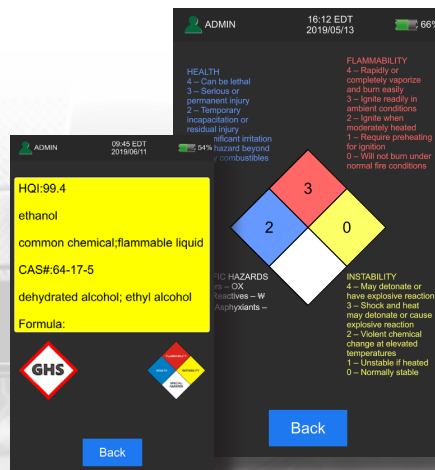 ADMIN
16:12 EDT
2019/05/13
66%
HEALTH
4 – Can be lethal
3 – Serious or
permanent injury
2 – Temporary
incapacitation or
residual injury
nificant irritation
hazard beyond
combustibles
FLAMMABILITY
4 – Rapidly or
completely vaporize
and burn easily
3 – Ignite readily in
ambient conditions
2 – Ignite when
moderately heated
1 – Require preheating
for ignition
0 – Will not burn under
normal fire conditions
3
2
0
FIC HAZARDS
rs – OX
Reactives – W
Asphyxiants –
INSTABILITY
4 – May detonate or
have explosive reaction
3 – Shock and heat
may detonate or cause
explosive reaction
2 – Violent chemical
change at elevated
temperatures
1 – Unstable if heated
0 – Normally stable
Back
ADMIN
09:45 EDT
2019/06/11
54%
HQI:99.4
ethanol
common chemical;flammable liquid
CAS#:64-17-5
dehydrated alcohol; ethyl alcohol
Formula:
GHS
FLAMMABILITY
HEALTH
INSTABILITY
SPECIAL
HAZARDS
Back